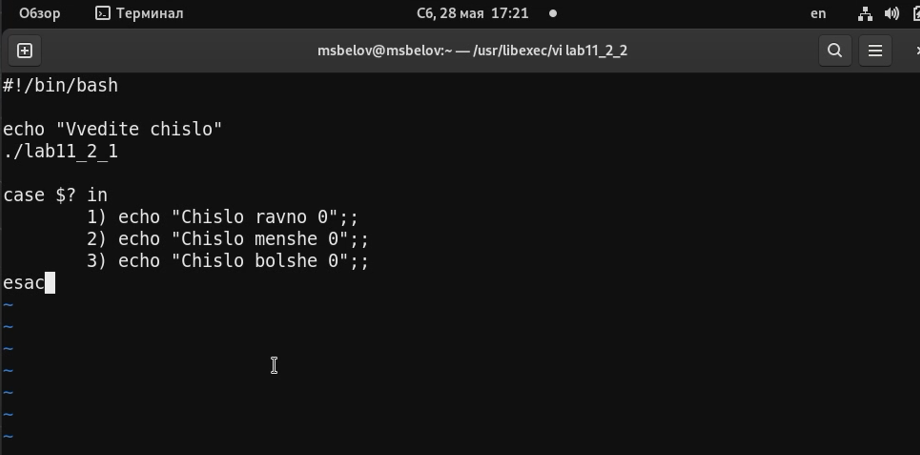 Обзор Терминал Сб, 28 мая 17:21 en
msbelov@msbelov:~ — /usr/libexec/vi lab11_2_2
#!/bin/bash
echo "Vvedite chislo"
./lab11_2_1
case $? in
1) echo "Chislo ravno 0";;
2) echo "Chislo menshe 0";;
3) echo "Chislo bolshe 0";;
esac
~
~
~
~
~
~
~